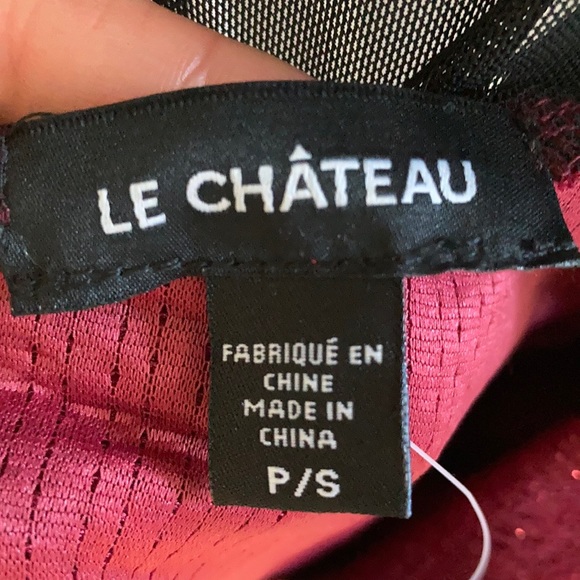 LE CHÂTEAU
FABRIQUÉ EN
CHINE
MADE IN
CHINA
P/S